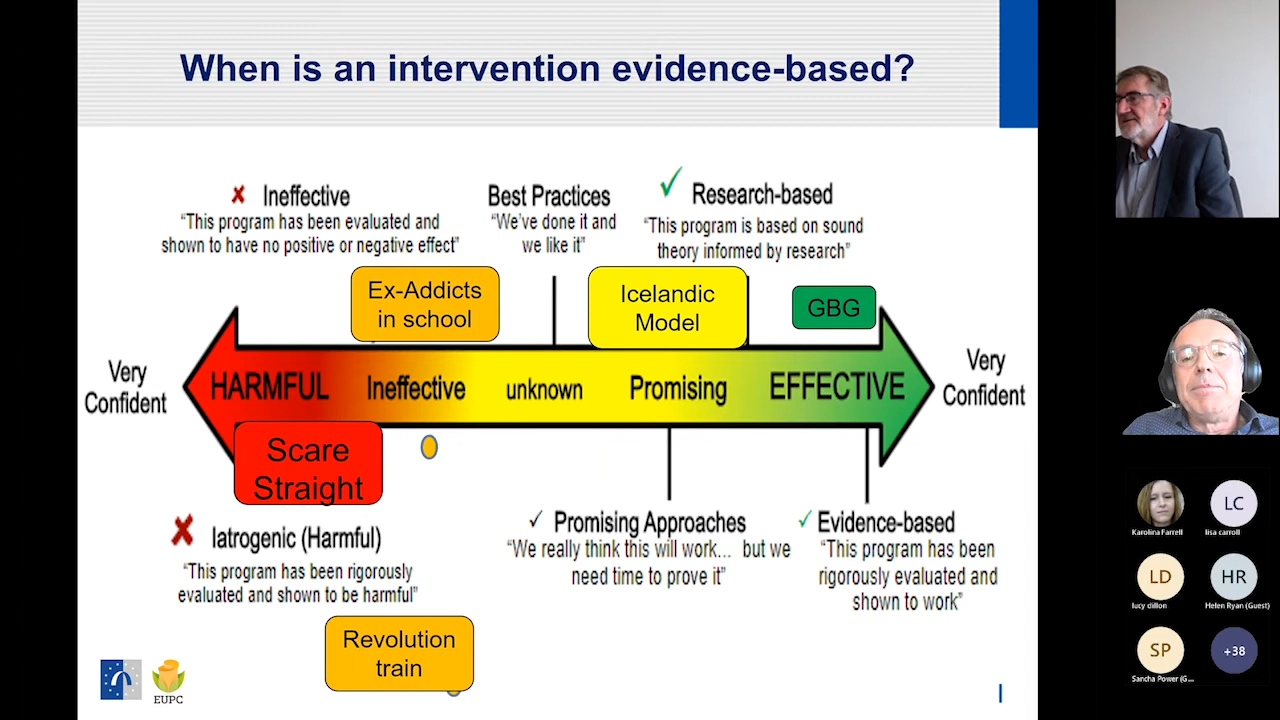 When is an intervention evidence-based?
✗ Ineffective
“This program has been evaluated and
shown to have no positive or negative effect”
Best Practices
“We’ve done it and
we like it”
✓ Research-based
“This program is based on sound
theory informed by research”
Ex-Addicts
in school
Icelandic
Model
GBG
Very
Confident
HARMFUL
Ineffective
unknown
Promising
EFFECTIVE
Very
Confident
Scare
Straight
✗ Iatrogenic (Harmful)
“This program has been rigorously
evaluated and shown to be harmful”
✓ Promising Approaches
“We really think this will work... but we
need time to prove it”
✓ Evidence-based
“This program has been
rigorously evaluated and
shown to work”
Revolution
train
EUPC
Karolina Farrell
LC
lisa carroll
LD
lucy dillon
HR
Helen Ryan (Guest)
SP
Sancha Power (G...
+38